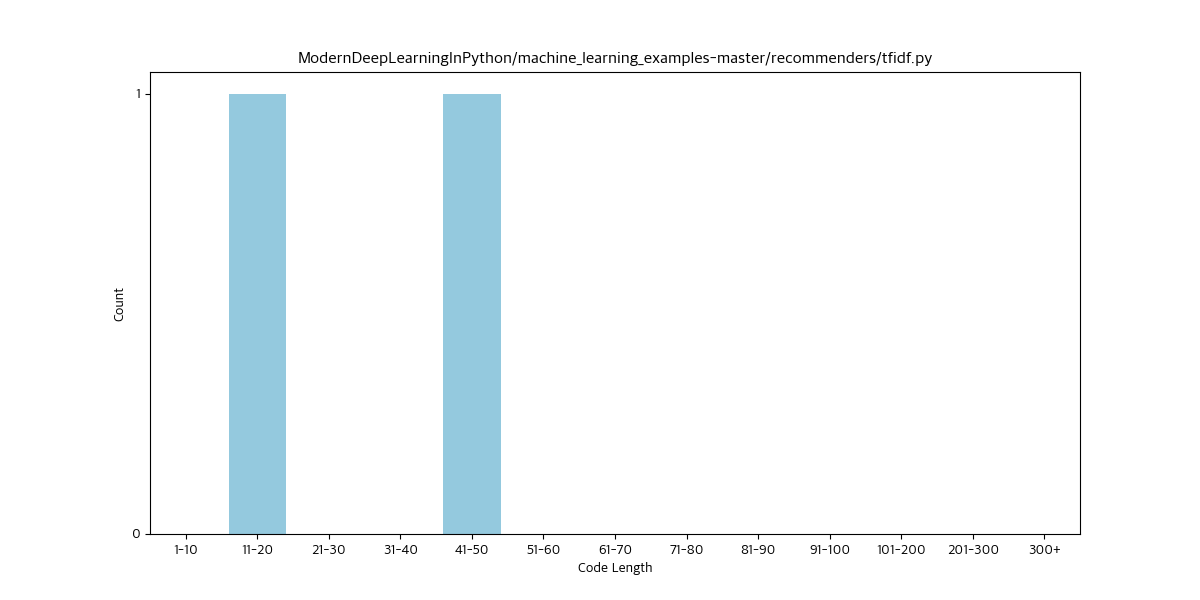 ModernDeepLearningInPython/machine_learning_examples-master/recommenders/tfidf.py
1
Count
0
1-10 11-20 21-30 31-40 41-50 51-60 61-70 71-80 81-90 91-100 101-200 201-300 300+
Code Length